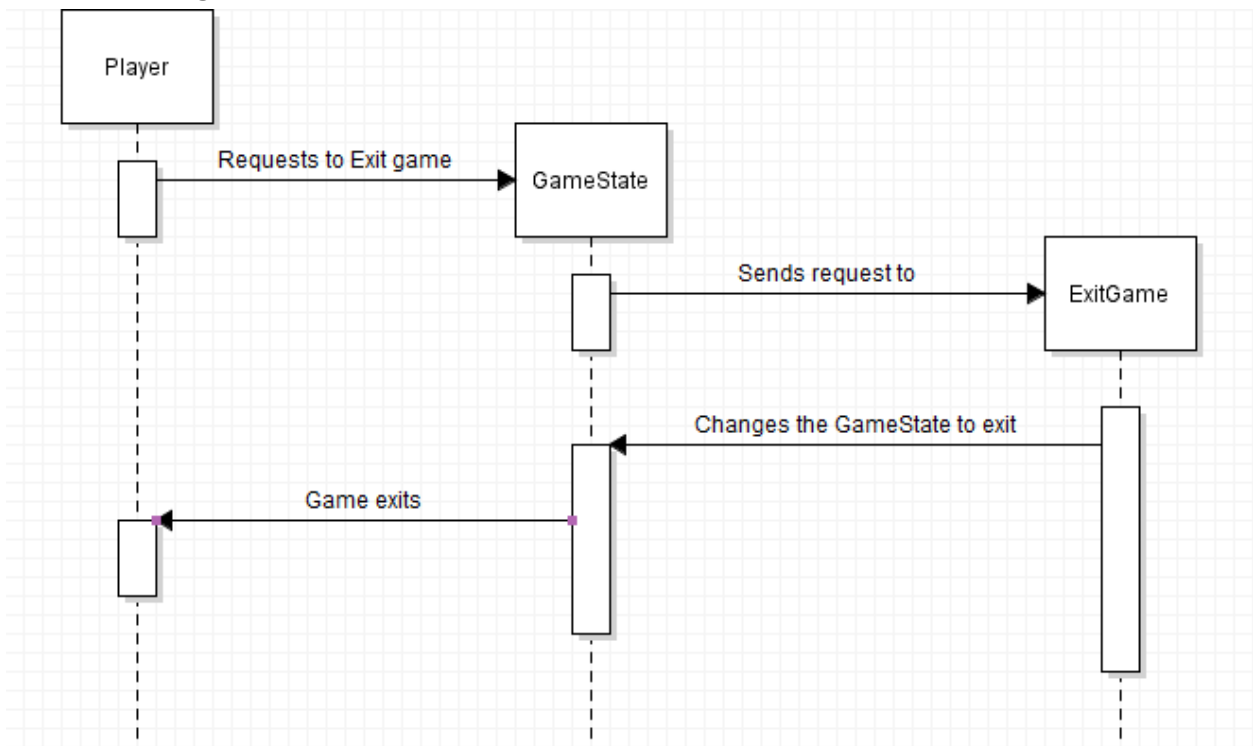 Player
Requests to Exit game
GameState
Sends request to
ExitGame
Changes the GameState to exit
Game exits